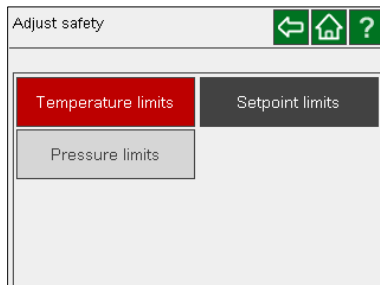 Adjust safety
?
Temperature limits
Setpoint limits
Pressure limits